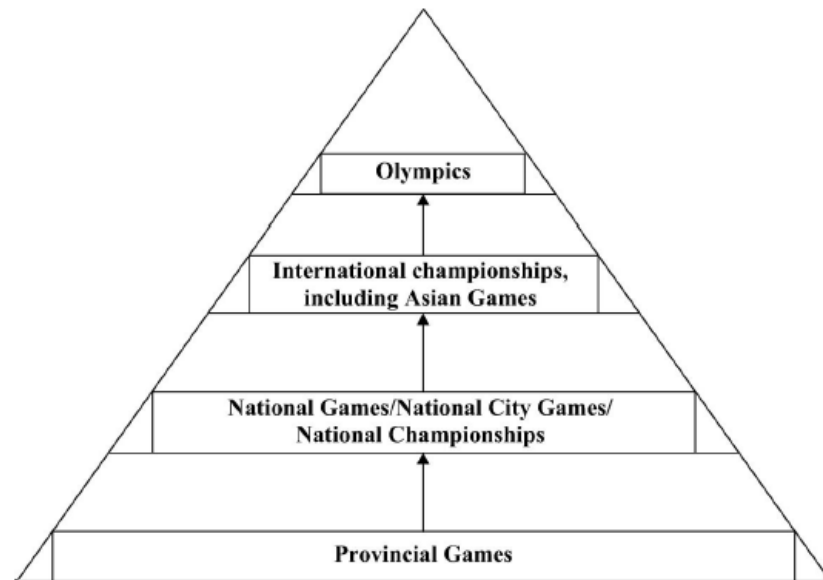 Olympics
International championships,
including Asian Games
National Games/National City Games/
National Championships
Provincial Games